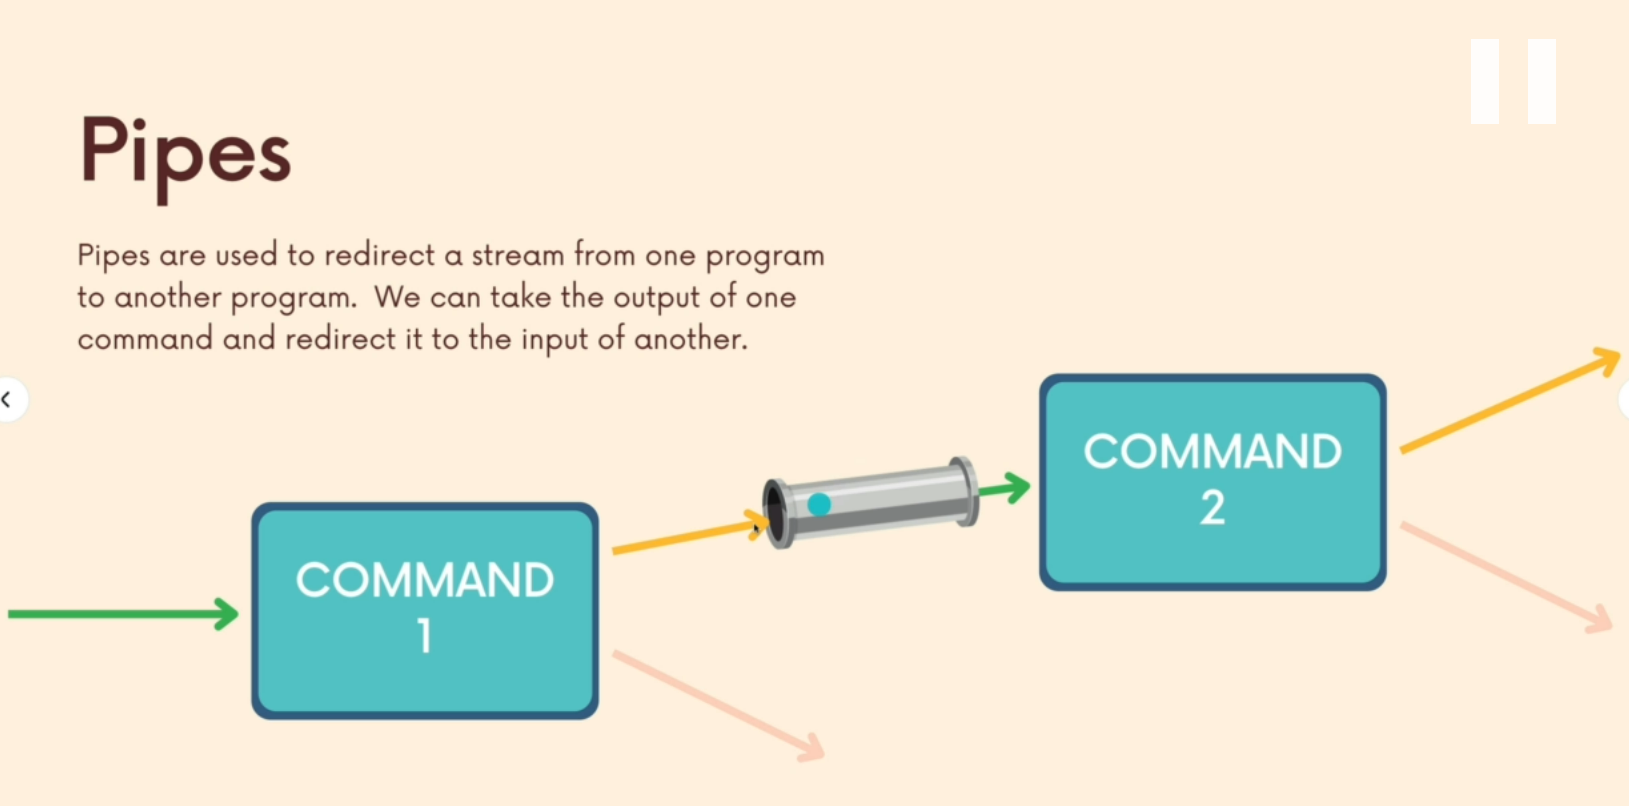 Pipes
Pipes are used to redirect a stream from one program
to another program.  We can take the output of one
command and redirect it to the input of another.
COMMAND
1
COMMAND
2